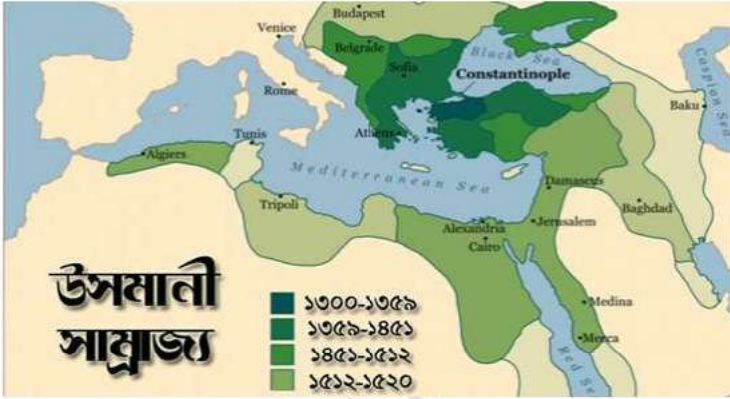 Budapest
Venice
Belgrade
Black Sea
Caspian Sea
Sofia
Constantinople
Rome
Baku
Athens
Tunis
Algiers
Mediterranean Sea
Damascus
Tripoli
Baghdad
Alexandria
Jerusalem
Cairo
উসমানী
সাম্রাজ্য
১৩০০-১৩৫৯
১৩৫৯-১৪৫১
১৪৫১-১৫১২
১৫১২-১৫২০
Medina
Mecca
Red Se